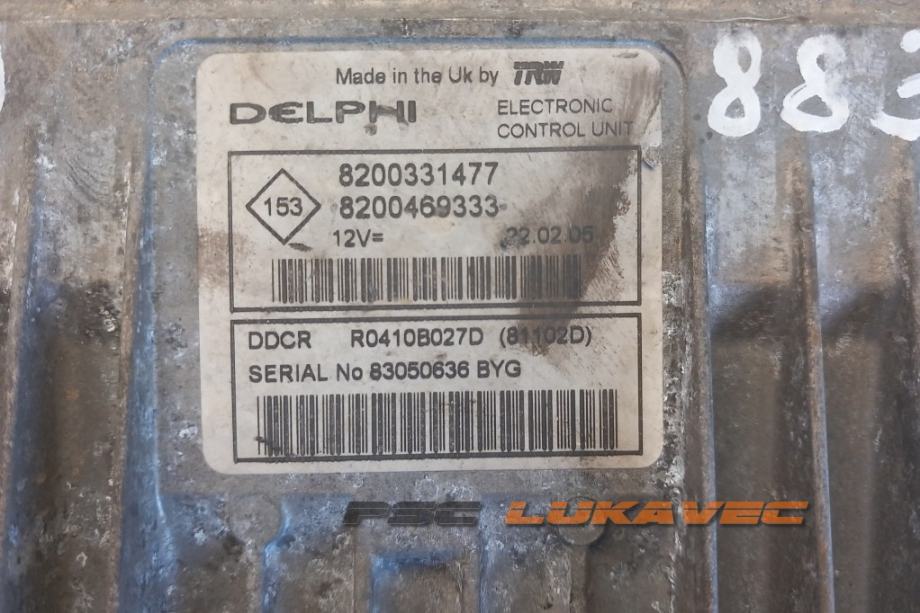 Made in the Uk by TRW
DELPHI
ELECTRONIC
CONTROL UNIT
883
153
8200331477
8200469333
12V= 22.02.05
DDCR R0410B027D (81102D)
SERIAL No 83050636 BYG
PSC LUKAVEC